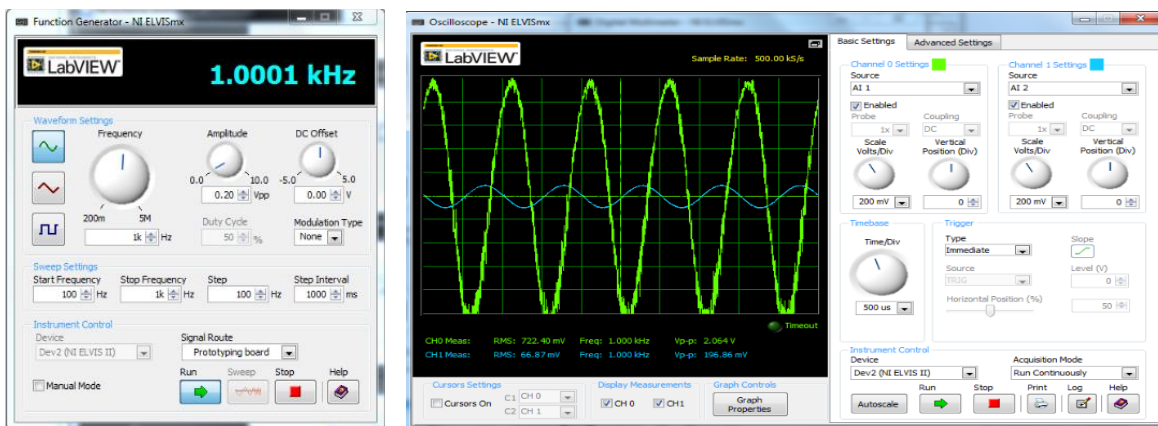 Function Generator - NI ELVISmx
LabVIEW
1.0001 kHz
Waveform Settings
Frequency
Amplitude
DC Offset
0.0 10.0
-5.0 5.0
0.20 Vpp
0.00 V
200m 5M
Duty Cycle
Modulation Type
1k Hz
50 %
None
Sweep Settings
Start Frequency
Stop Frequency
Step
Step Interval
100 Hz
1k Hz
100 Hz
1000 ms
Instrument Control
Device
Signal Route
Dev2 (NI ELVIS II)
Prototyping board
Run Sweep Stop Help
Manual Mode
Oscilloscope - NI ELVISmx
LabVIEW
Sample Rate: 500.00 kS/s
Timeout
CH0 Meas: RMS: 722.40 mV Freq: 1.000 kHz Vp-p: 2.064 V
CH1 Meas: RMS: 66.87 mV Freq: 1.000 kHz Vp-p: 196.86 mV
Cursors Settings
Cursors On
C1 CH 0
C2 CH 1
Display Measurements
CH 0 CH1
Graph Controls
Graph
Properties
Basic Settings Advanced Settings
Channel 0 Settings
Source
AI 1
Enabled
Probe Coupling
1x DC
Scale Vertical
Volts/Div Position (Div)
200 mV 0
Channel 1 Settings
Source
AI 2
Enabled
Probe Coupling
1x DC
Scale Vertical
Volts/Div Position (Div)
200 mV 0
Timebase
Time/Div
500 us
Trigger
Type Slope
Immediate
Source Level (V)
TRIG 0
Horizontal Position (%)
50
Instrument Control
Device Acquisition Mode
Dev2 (NI ELVIS II) Run Continuously
Run Stop Print Log Help
Autoscale